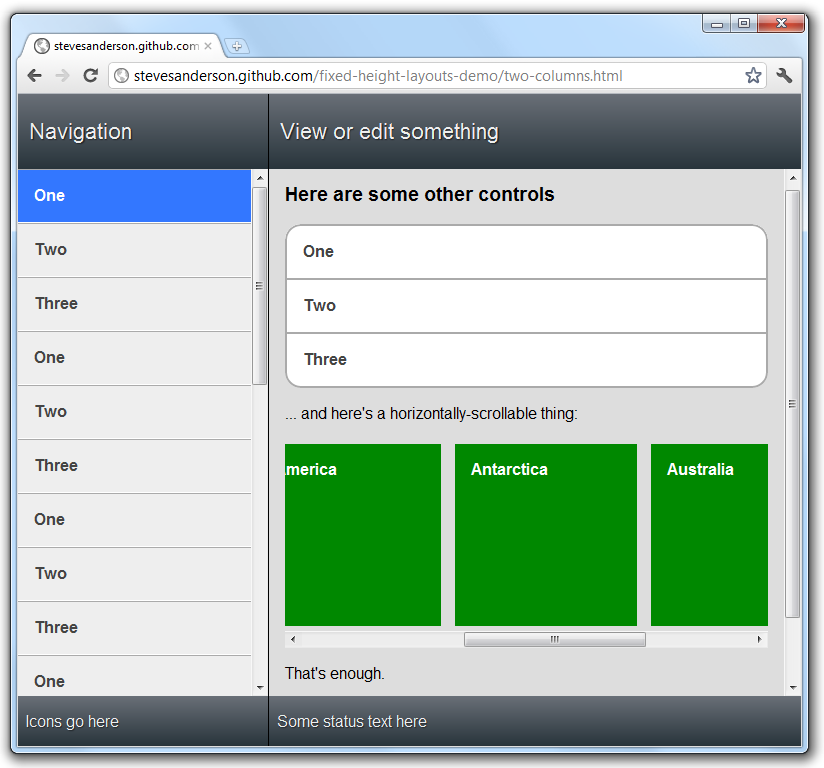 stevesanderson.github.com
stevesanderson.github.com/fixed-height-layouts-demo/two-columns.html
Navigation
View or edit something
One
Two
Three
One
Two
Three
One
Two
Three
One
Here are some other controls
One
Two
Three
... and here's a horizontally-scrollable thing:
merica
Antarctica
Australia
That's enough.
Icons go here
Some status text here